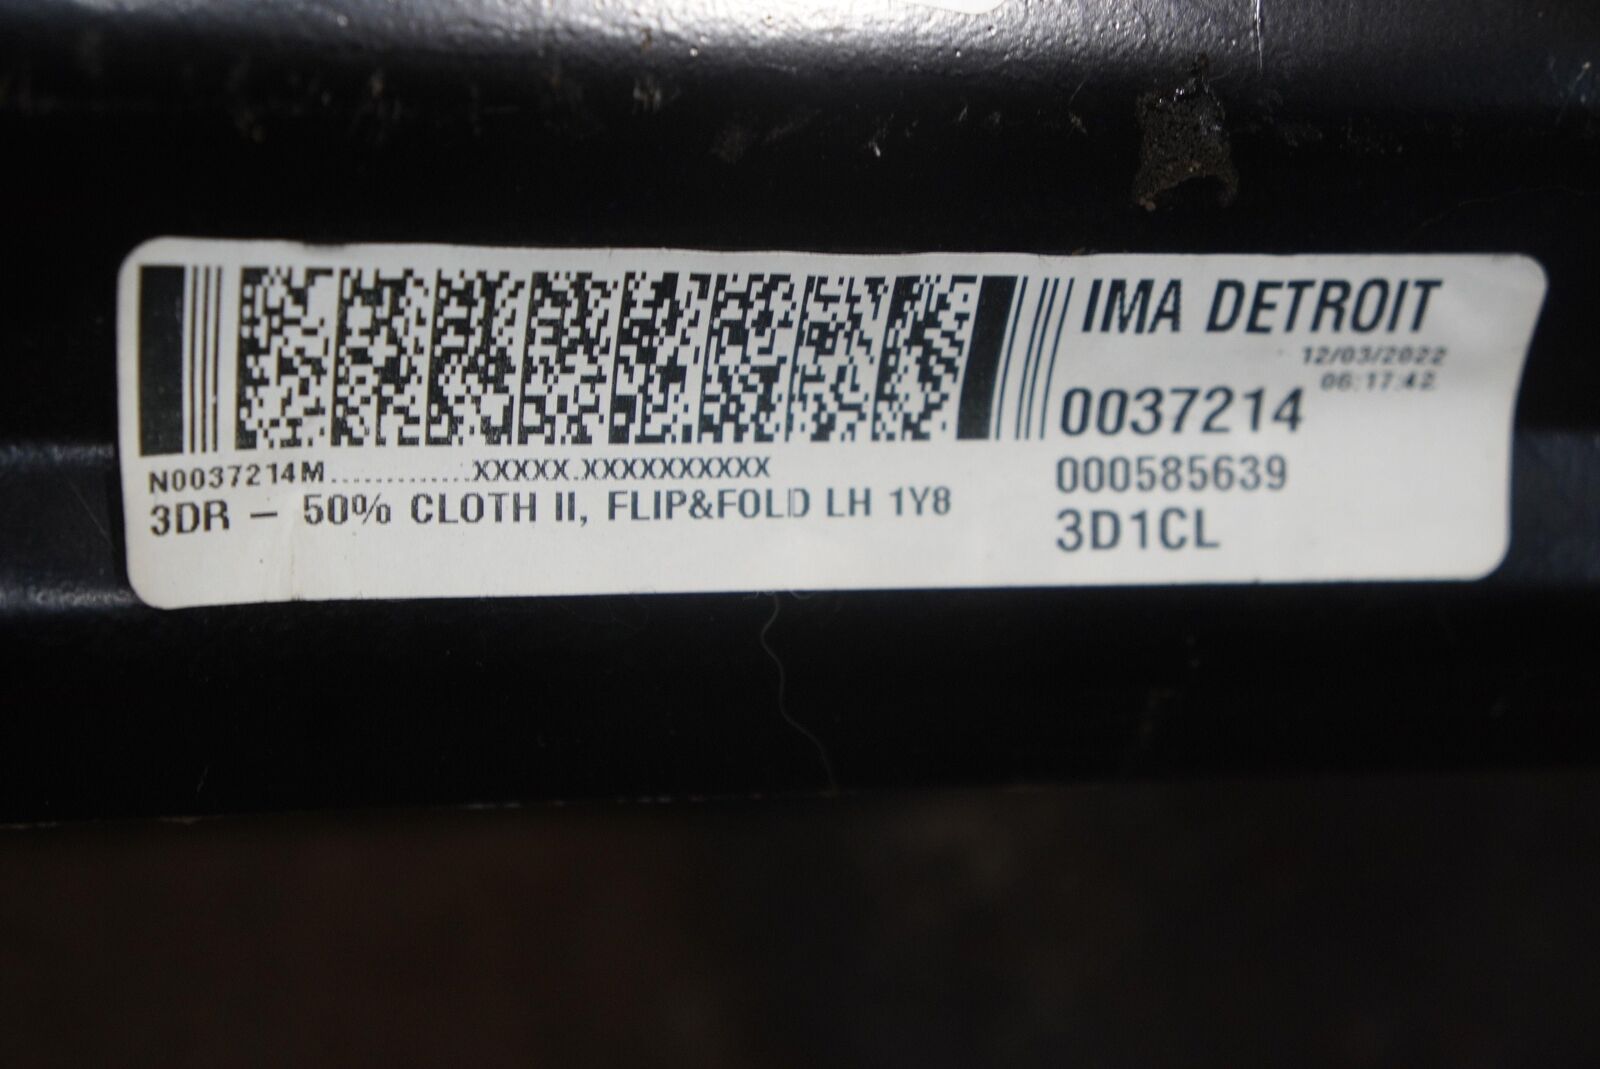 IMA DETROIT
12/03/2022
06:17:42
0037214
000585639
3D1CL
N0037214M.............XXXXX.XXXXXXXXXX
3DR - 50% CLOTH II, FLIP&FOLD LH 1Y8